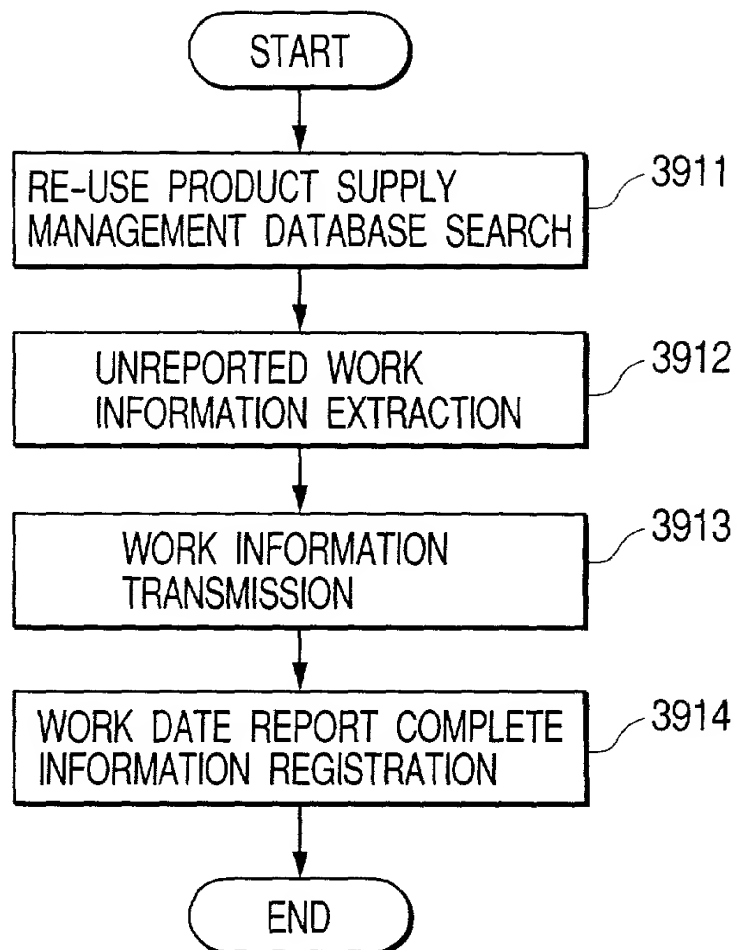 START
RE-USE PRODUCT SUPPLY
MANAGEMENT DATABASE SEARCH
3911
UNREPORTED WORK
INFORMATION EXTRACTION
3912
WORK INFORMATION
TRANSMISSION
3913
WORK DATE REPORT COMPLETE
INFORMATION REGISTRATION
3914
END